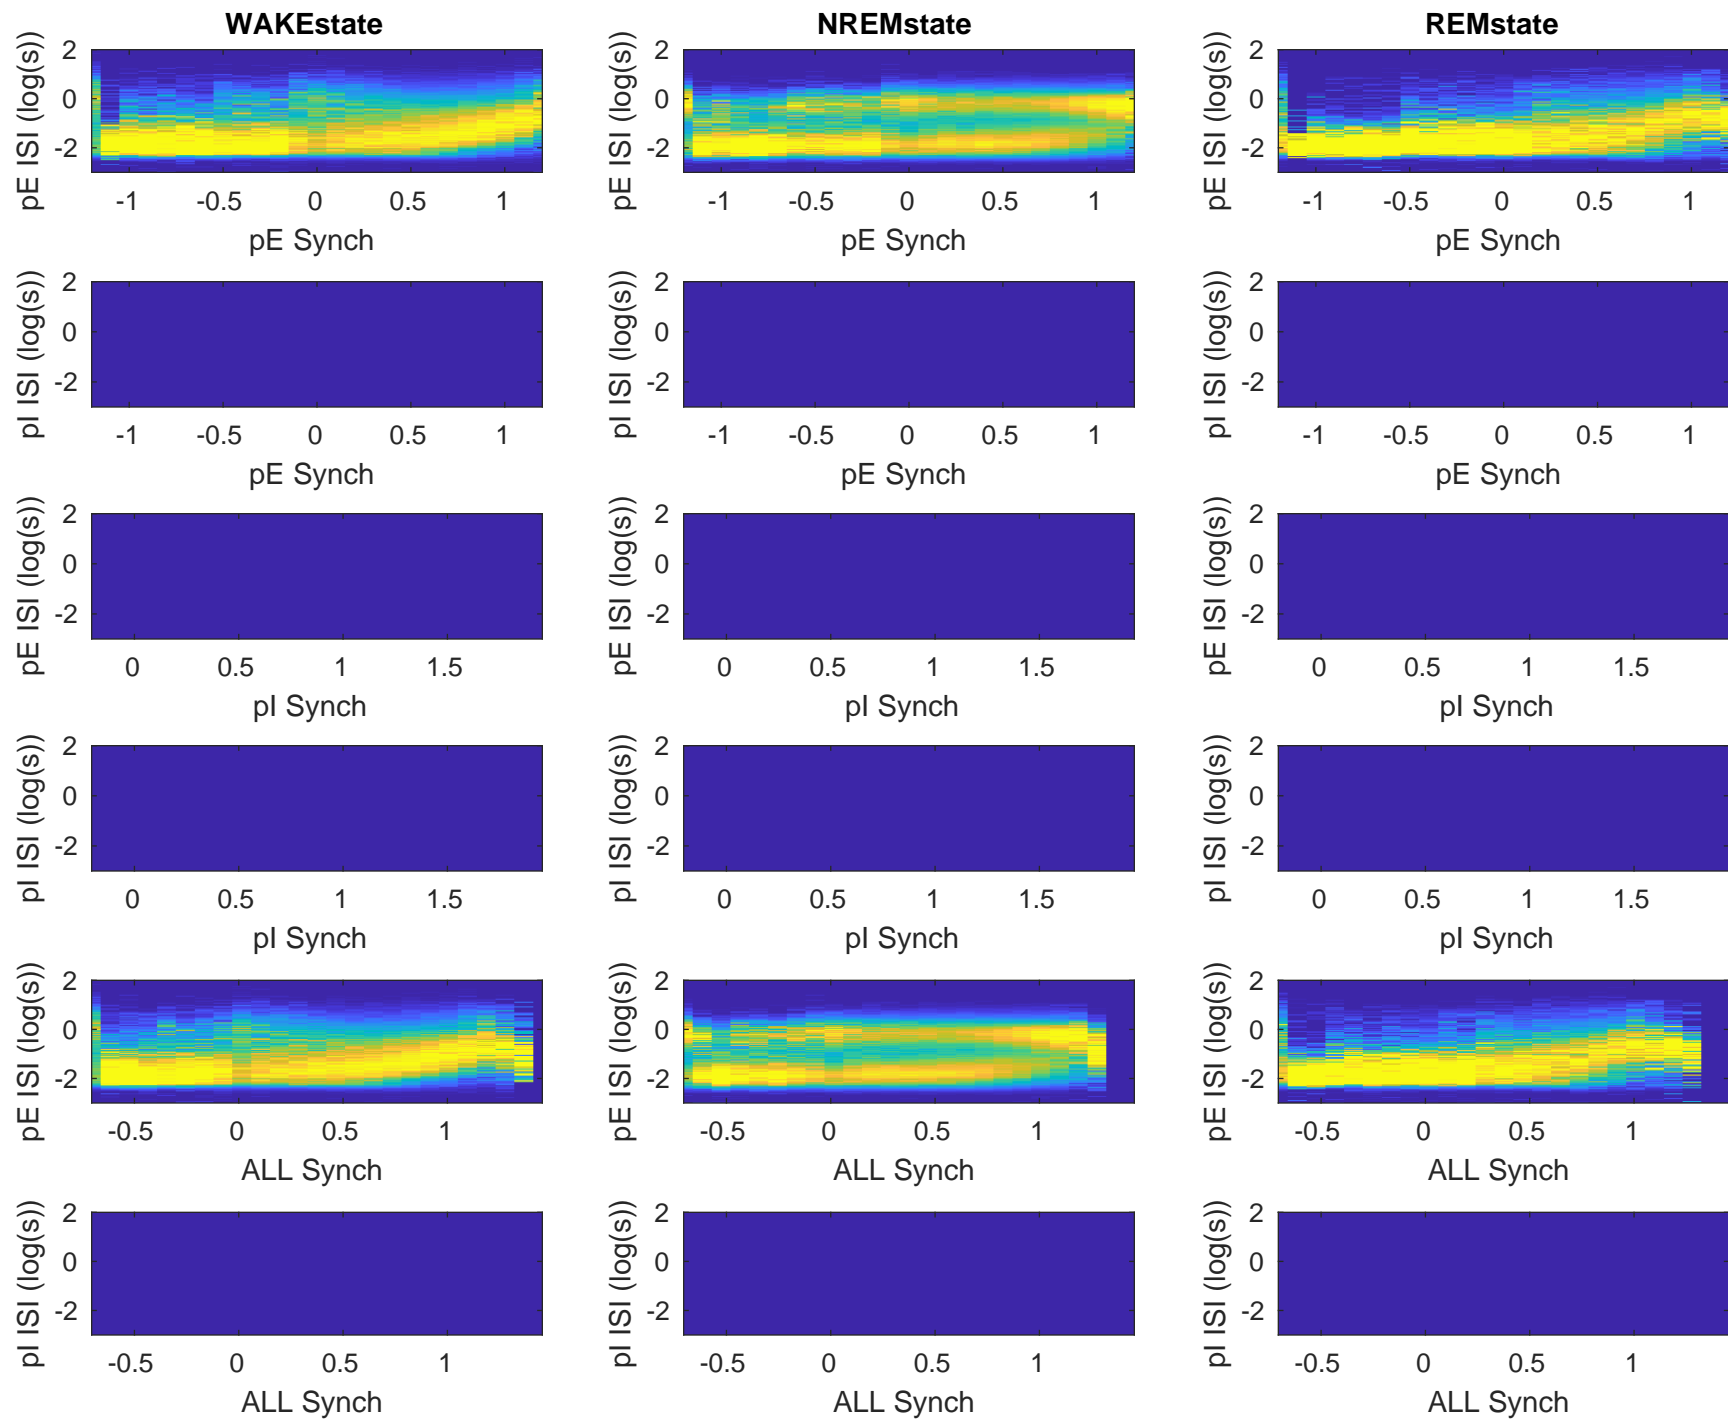 WAKEstate NREMstate REMstate
pE ISI (log(s)) 2 0 -2 pE ISI (log(s)) 2 0 -2 pE ISI (log(s)) 2 0 -2
-1 -0.5 0 0.5 1 -1 -0.5 0 0.5 1 -1 -0.5 0 0.5 1
pE Synch pE Synch pE Synch
pI ISI (log(s)) 2 0 -2 pI ISI (log(s)) 2 0 -2 pI ISI (log(s)) 2 0 -2
-1 -0.5 0 0.5 1 -1 -0.5 0 0.5 1 -1 -0.5 0 0.5 1
pE Synch pE Synch pE Synch
pE ISI (log(s)) 2 0 -2 pE ISI (log(s)) 2 0 -2 pE ISI (log(s)) 2 0 -2
0 0.5 1 1.5 0 0.5 1 1.5 0 0.5 1 1.5
pI Synch pI Synch pI Synch
pI ISI (log(s)) 2 0 -2 pI ISI (log(s)) 2 0 -2 pI ISI (log(s)) 2 0 -2
0 0.5 1 1.5 0 0.5 1 1.5 0 0.5 1 1.5
pI Synch pI Synch pI Synch
pE ISI (log(s)) 2 0 -2 pE ISI (log(s)) 2 0 -2 pE ISI (log(s)) 2 0 -2
-0.5 0 0.5 1 -0.5 0 0.5 1 -0.5 0 0.5 1
ALL Synch ALL Synch ALL Synch
pI ISI (log(s)) 2 0 -2 pI ISI (log(s)) 2 0 -2 pI ISI (log(s)) 2 0 -2
-0.5 0 0.5 1 -0.5 0 0.5 1 -0.5 0 0.5 1
ALL Synch ALL Synch ALL Synch